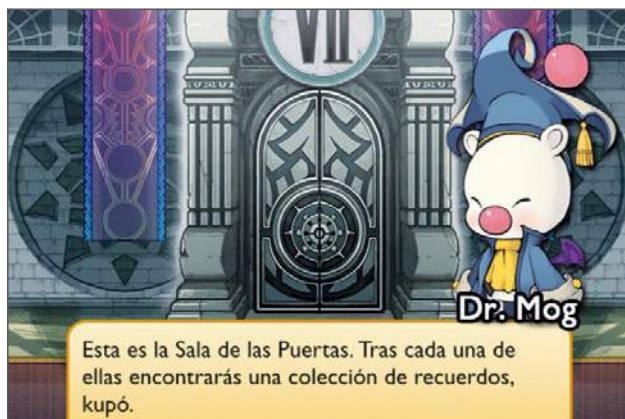 VII
Dr. Mog
Esta es la Sala de las Puertas. Tras cada una de
ellas encontrarás una colección de recuerdos,
kupó.